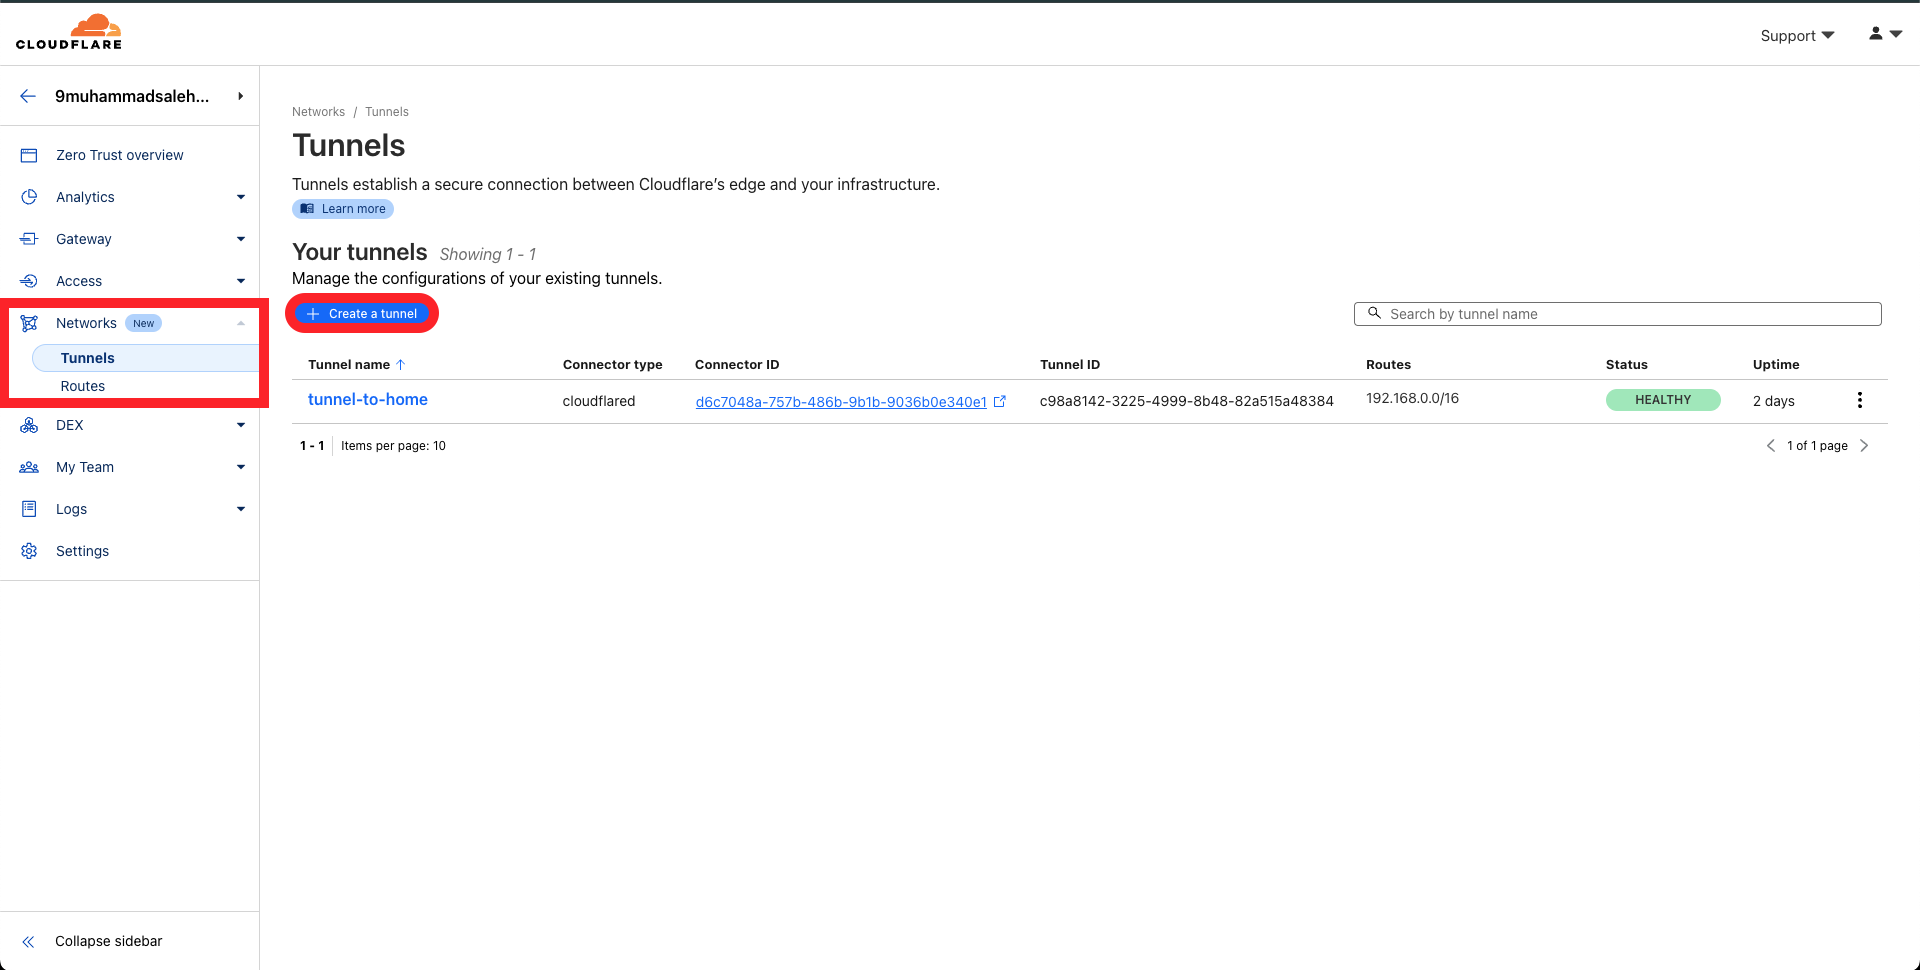 CLOUDFLARE
Support
9muhammadsaleh...
Zero Trust overview
Analytics
Gateway
Access
Networks New
Tunnels
Routes
DEX
My Team
Logs
Settings
Collapse sidebar
Networks / Tunnels
Tunnels
Tunnels establish a secure connection between Cloudflare's edge and your infrastructure.
Learn more
Your tunnels Showing 1 - 1
Manage the configurations of your existing tunnels.
Create a tunnel
Search by tunnel name
Tunnel name Connector type Connector ID Tunnel ID Routes Status Uptime
tunnel-to-home cloudflared d6c7048a-757b-486b-9b1b-9036b0e340e1 c98a8142-3225-4999-8b48-82a515a48384 192.168.0.0/16 HEALTHY 2 days
1 - 1 Items per page: 10 1 of 1 page